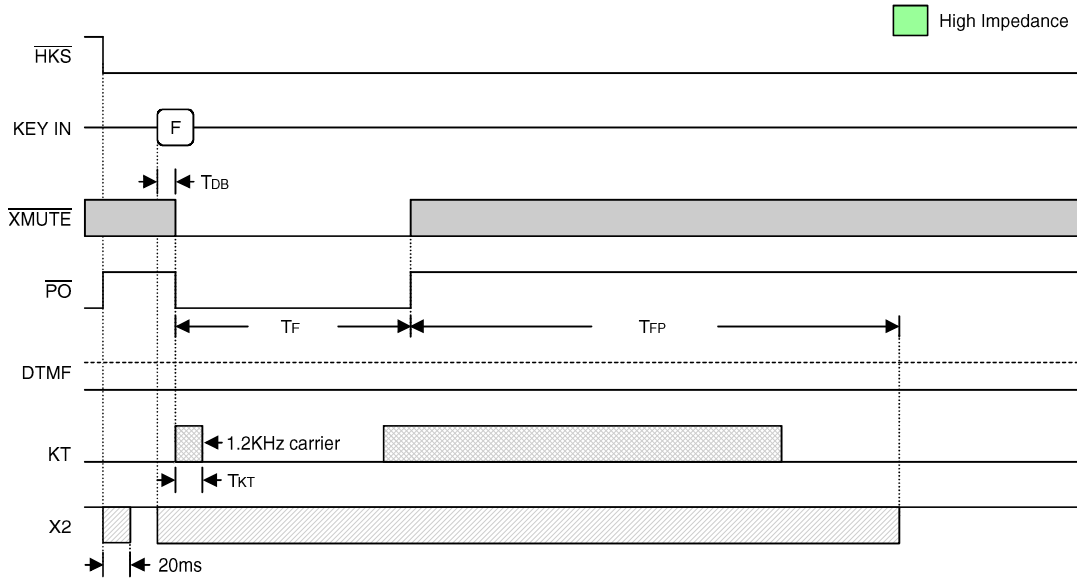 High Impedance
HKS
KEY IN
F
TDB
XMUTE
PO
TF
TFP
DTMF
1.2KHz carrier
KT
TKT
X2
20ms